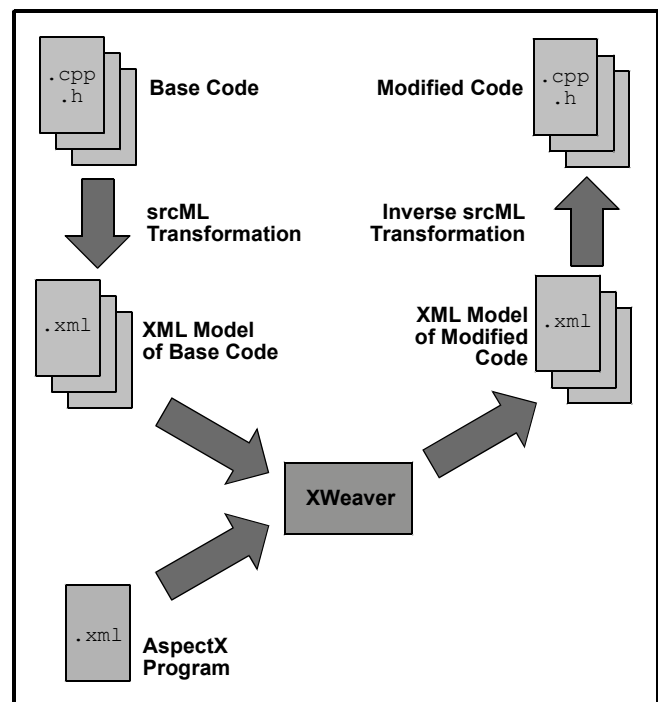 .cpp
.h
Base Code
Modified Code
.cpp
.h
srcML
Transformation
Inverse srcML
Transformation
.xml
XML Model
of Base Code
XML Model
of Modified
Code
.xml
XWeaver
.xml
AspectX
Program